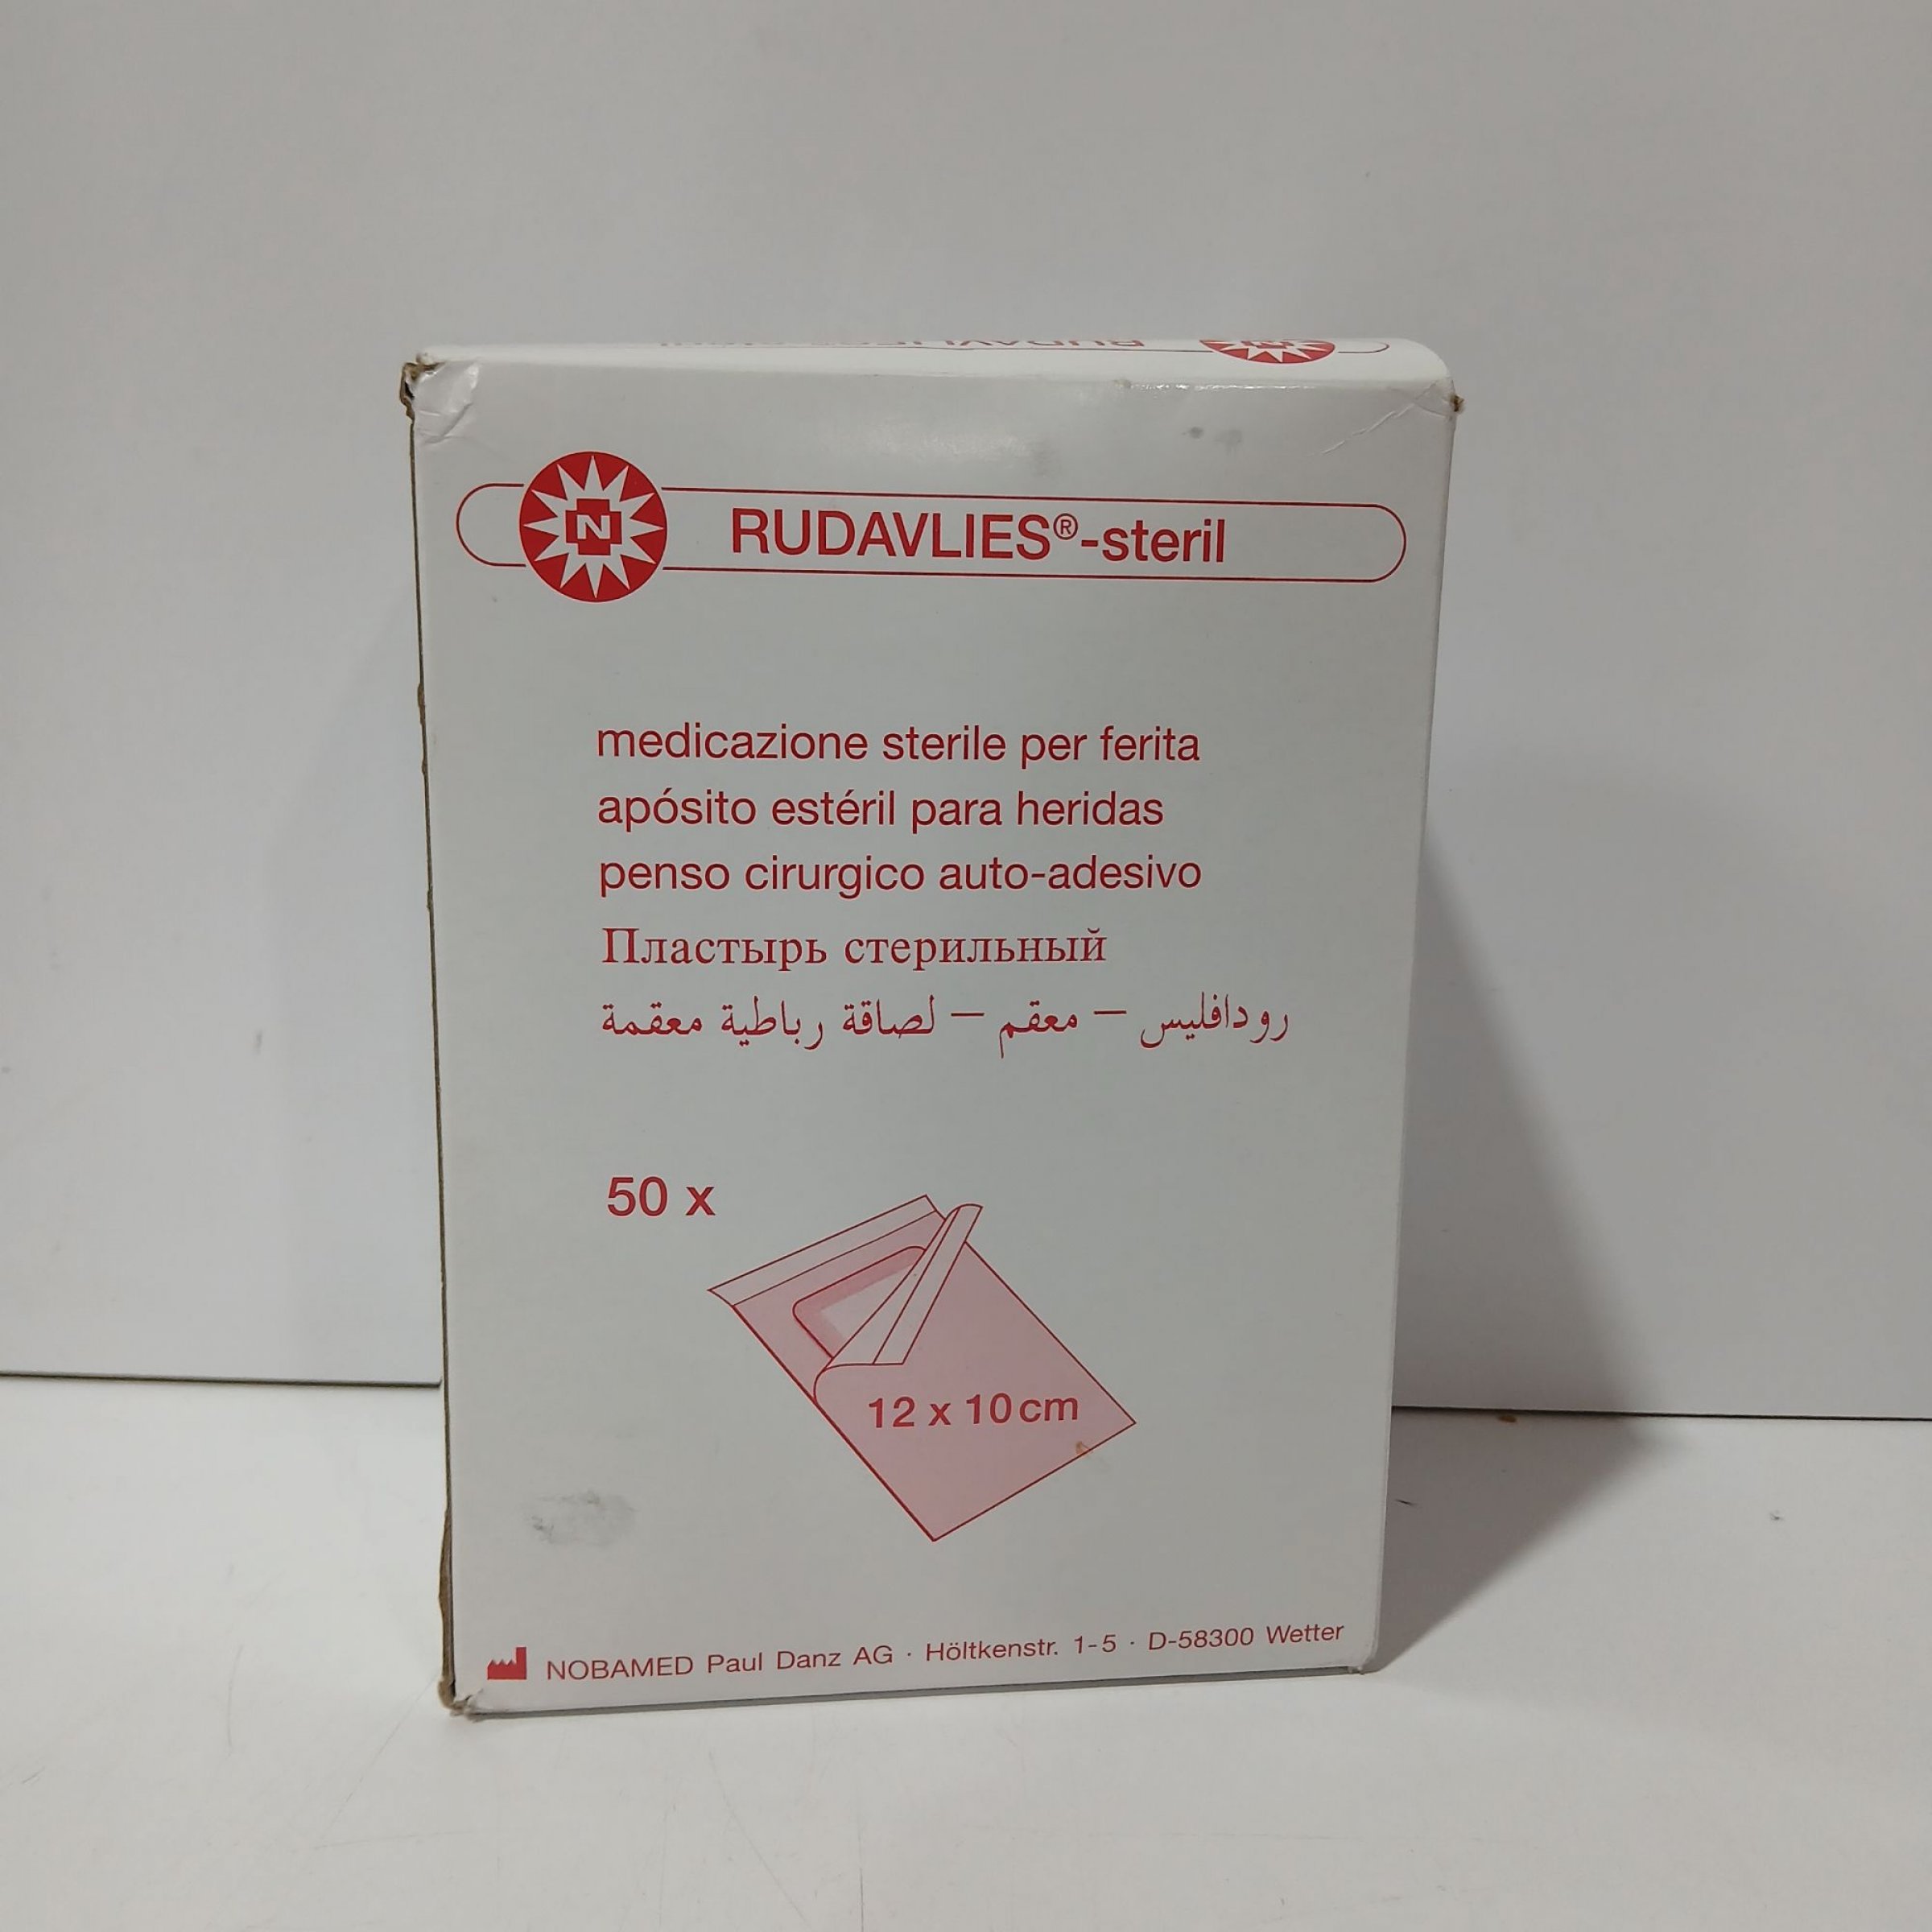 RUDAVLIES
N
RUDAVLIES®-steril
medicazione sterile per ferita
apósito estéril para heridas
penso cirurgico auto-adesivo
Пластырь стерильный
رودافليس – معقم – لصاقة رباطية معقمة
50 x
12 x 10 cm
NOBAMED Paul Danz AG · Höltkenstr. 1-5 · D-58300 Wetter